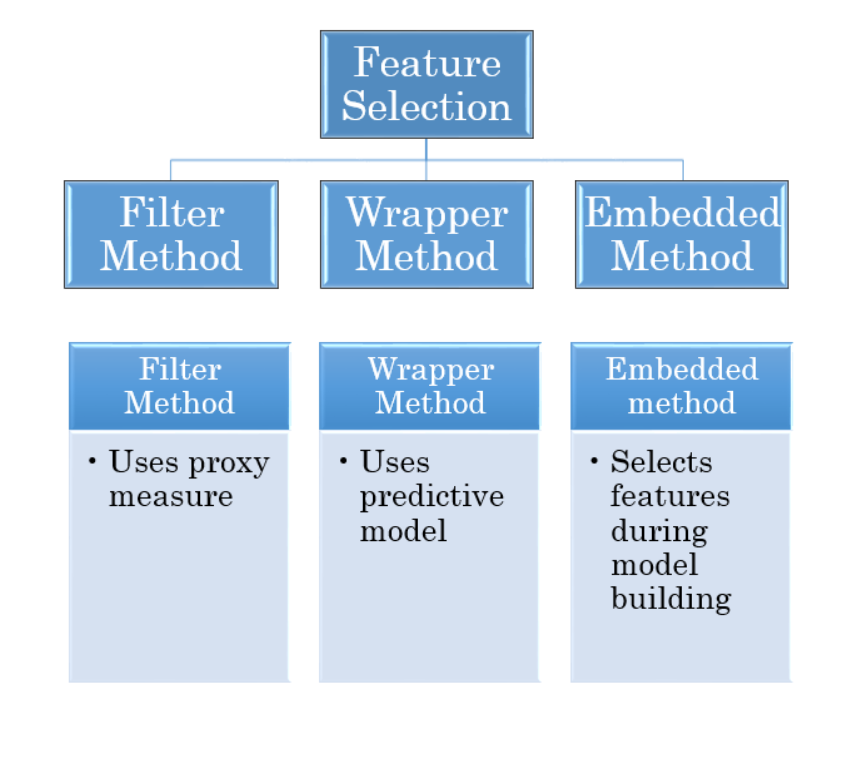 Feature
Selection
Filter
Method
Wrapper
Method
Embedded
Method
Filter
Method
• Uses proxy
measure
Wrapper
Method
• Uses
predictive
model
Embedded
method
• Selects
features
during
model
building